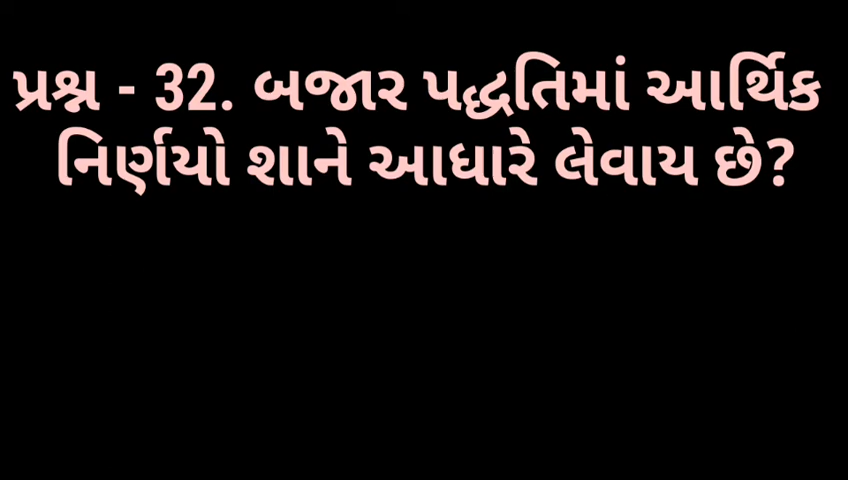 પ્રશ્ન - 32. બજાર પદ્ધતિમાં આર્થિક
નિર્ણયો શાને આધારે લેવાય છે?